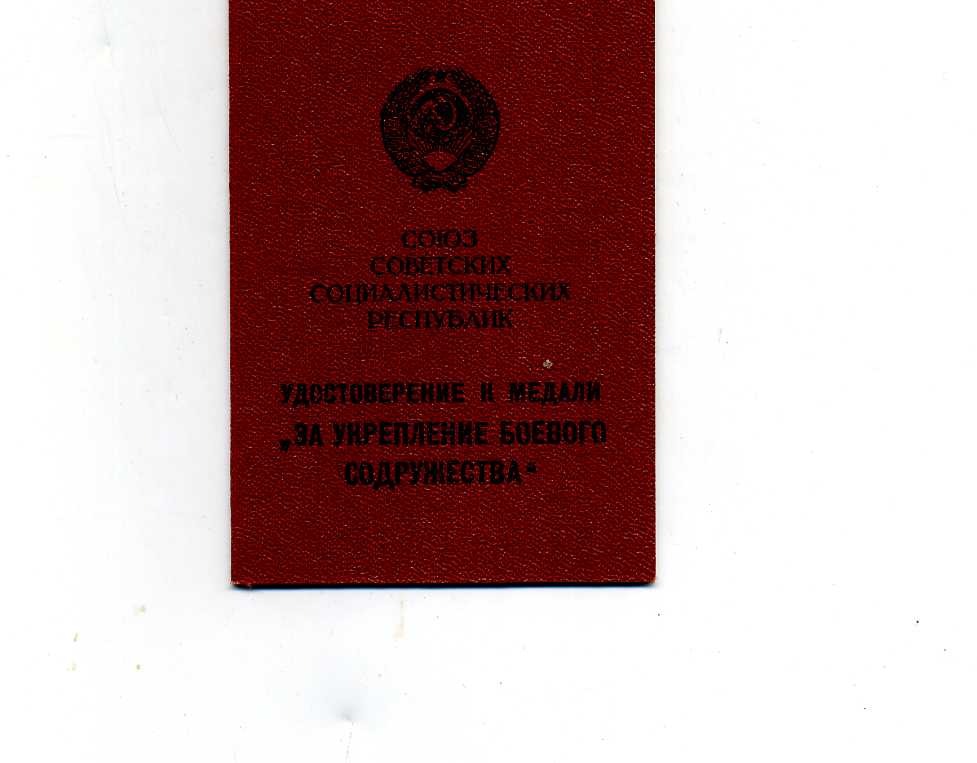 СОЮЗ
СОВЕТСКИХ
СОЦИАЛИСТИЧЕСКИХ
РЕСПУБЛИК
УДОСТОВЕРЕНИЕ К МЕДАЛИ
„ЗА УКРЕПЛЕНИЕ БОЕВОГО
СОДРУЖЕСТВА“